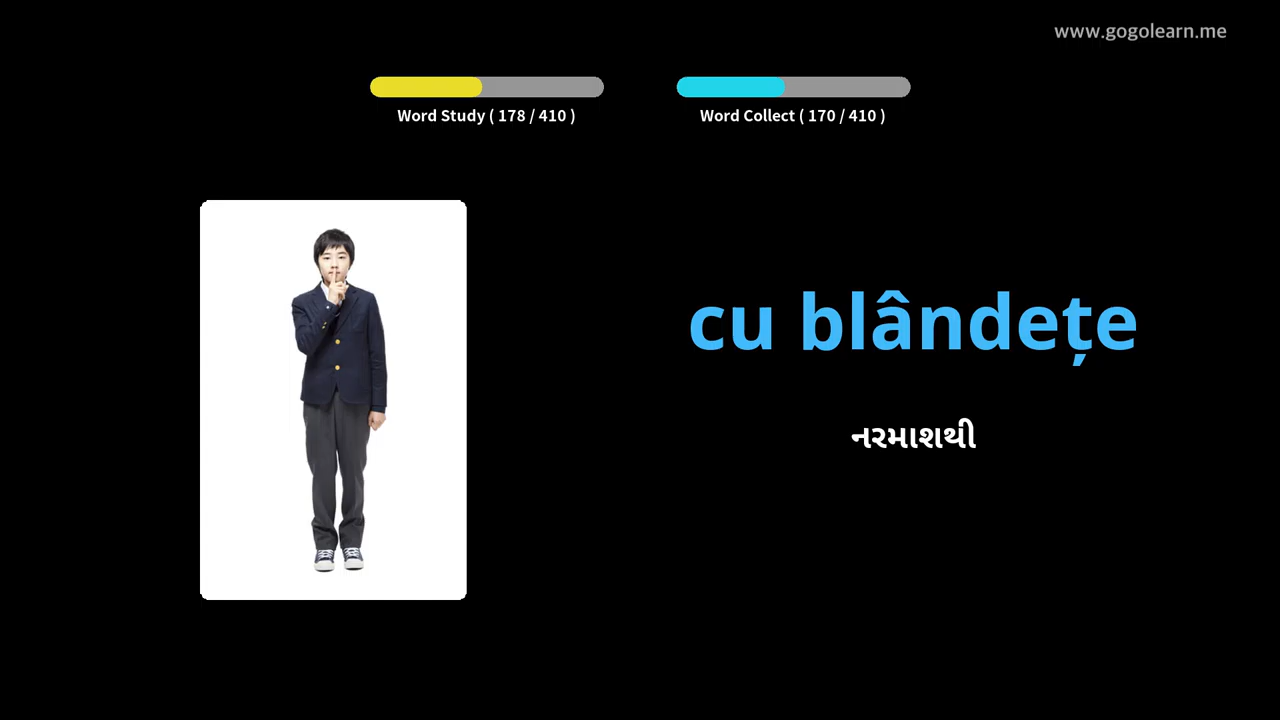 www.gogolearn.me
Word Study ( 178 / 410 )
Word Collect ( 170 / 410 )
cu blândețe
નરમાશથી